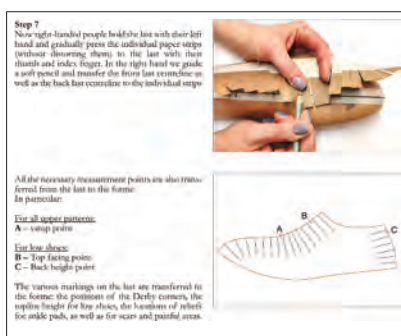 Step 7
Now right-handed people hold the last with their left
hand and gradually press the individual paper strips
(without distorting them) to the last with their
thumb and index finger. In the right hand we guide
a soft pencil and transfer the front last centreline as
well as the back last centreline to the individual strips
All the necessary measurement points are also trans-
ferred from the last to the forme.
In particular:
For all upper patterns:
A – vamp point
For low shoes:
B – Top facing point
C – Back height point
The various markings on the last are transferred to
the forme: the positions of the Derby corners, the
topline height for low shoes, the locations of reliefs
for ankle pads, as well as for scars and painful areas.
B
A
C